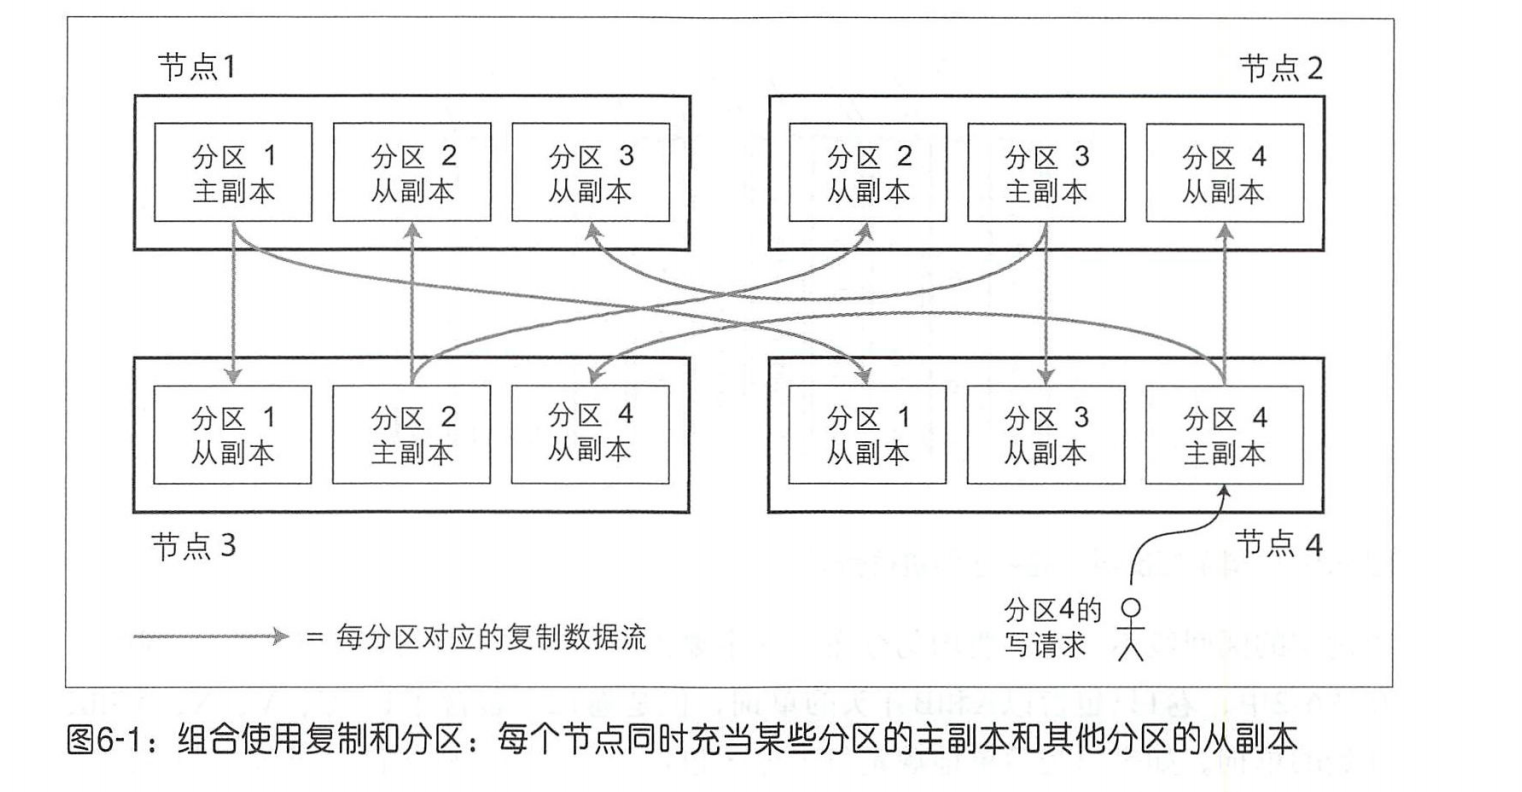 节点1
节点2
分区 1
主副本
分区 2
从副本
分区 3
从副本
分区 2
从副本
分区 3
主副本
分区 4
从副本
分区 1
从副本
分区 2
主副本
分区 4
从副本
分区 1
从副本
分区 3
从副本
分区 4
主副本
节点3
节点4
分区4的
写请求
= 每分区对应的复制数据流
图6-1：组合使用复制和分区：每个节点同时充当某些分区的主副本和其他分区的从副本